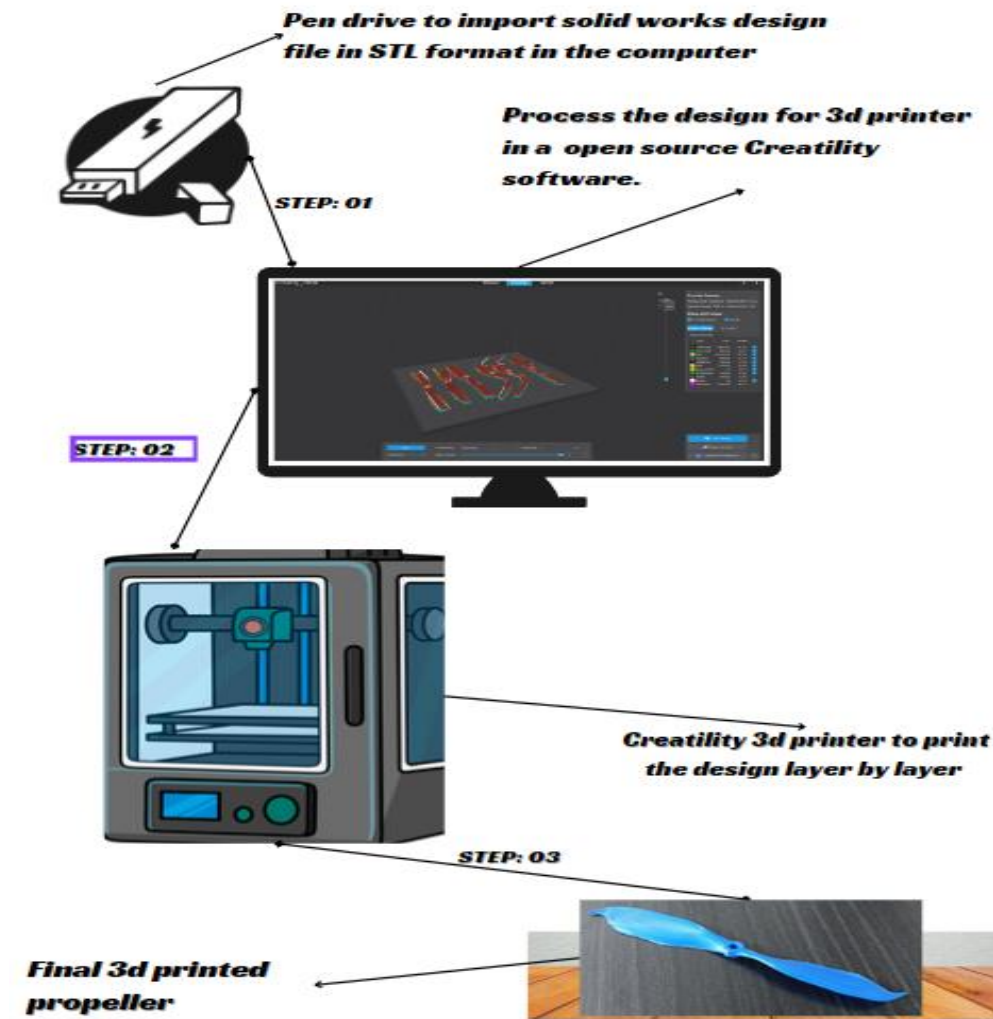 Pen drive to import solid works design
file in STL format in the computer
Process the design for 3d printer
in a open source Creatility
software.
STEP: 01
STEP: 02
Creatility 3d printer to print
the design layer by layer
STEP: 03
Final 3d printed
propeller